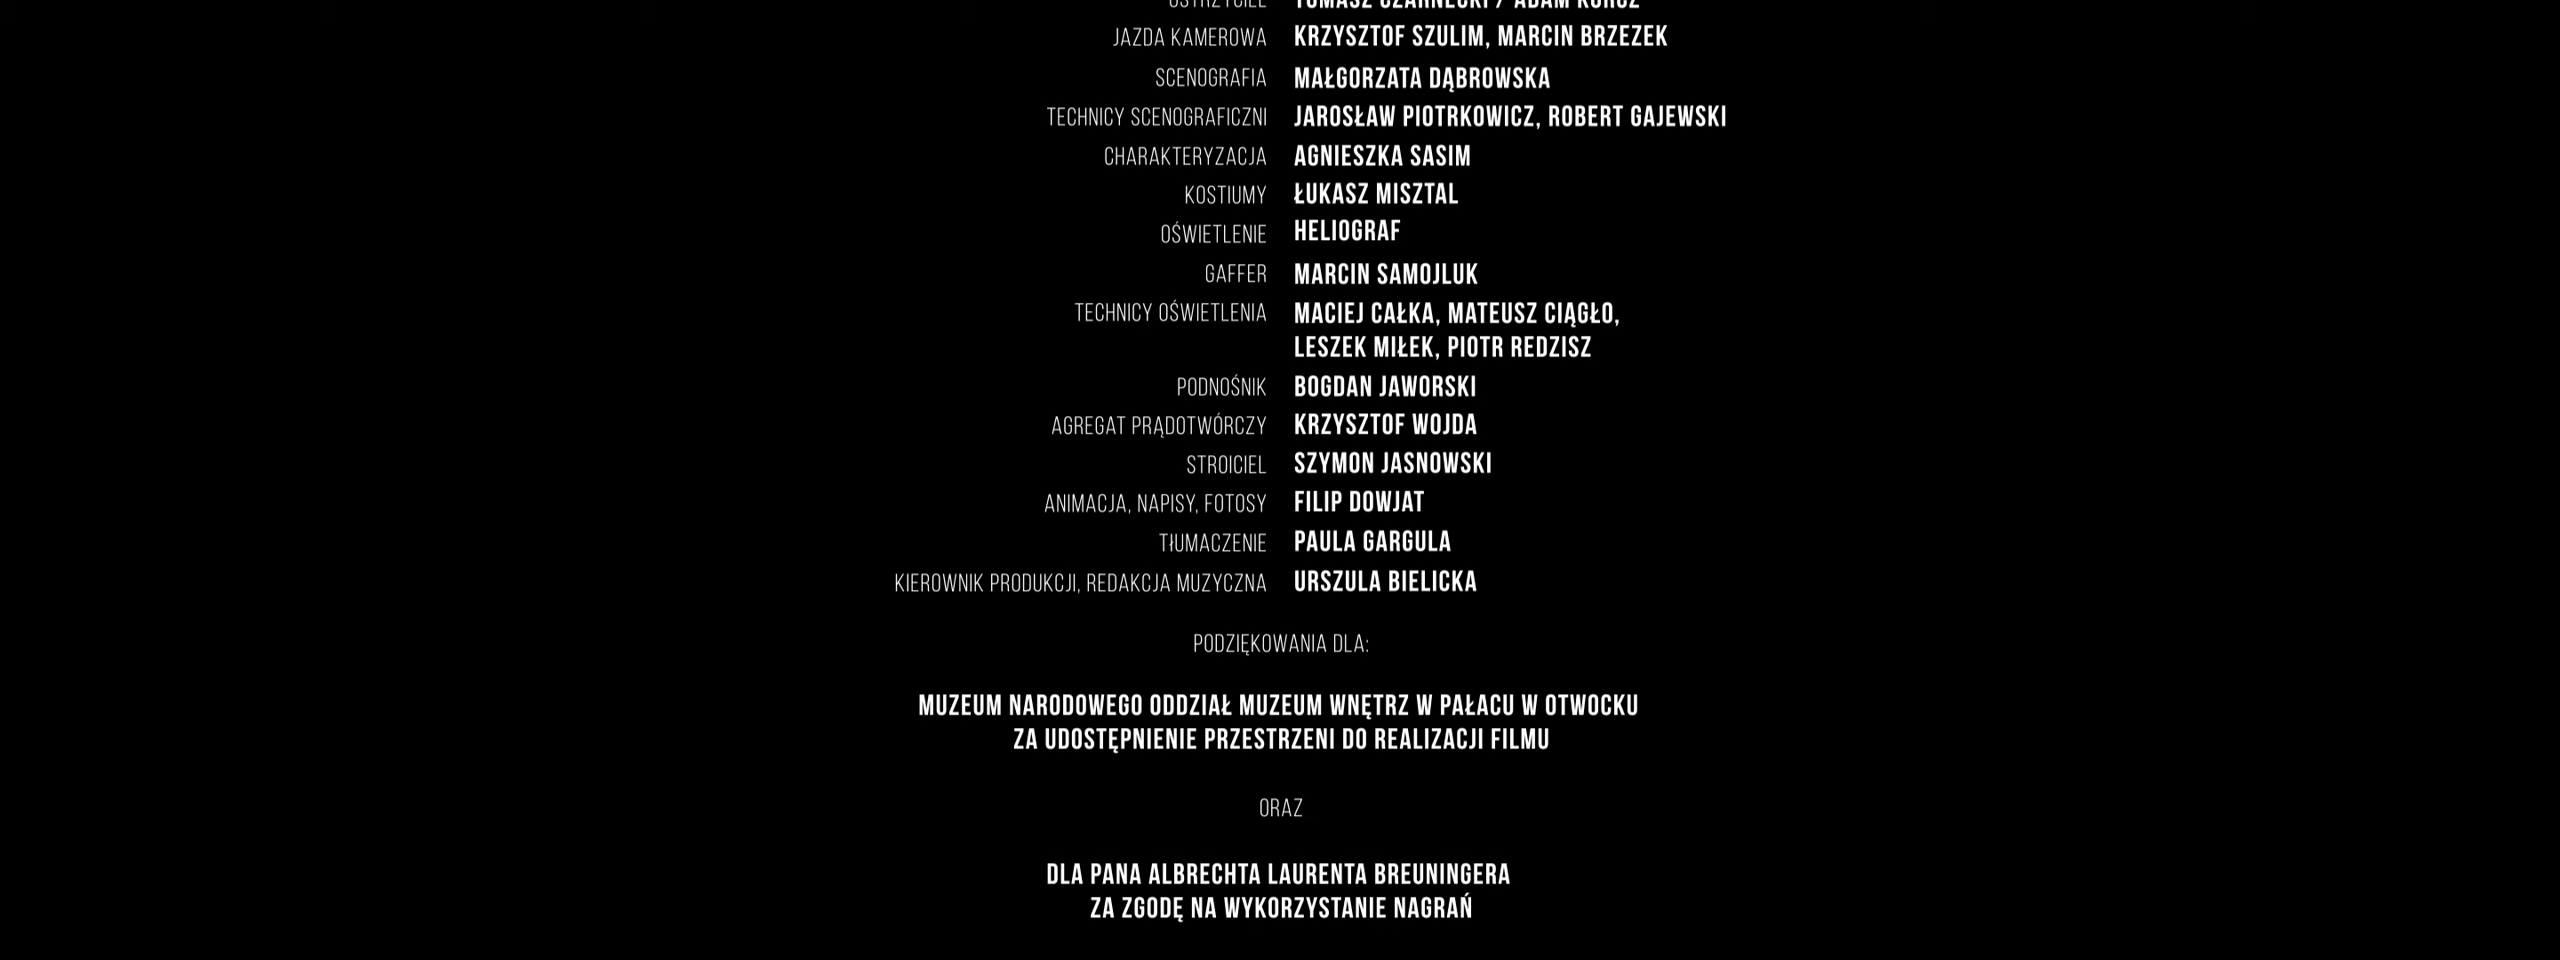 JAZDA KAMEROWA KRZYSZTOF SZULIM, MARCIN BRZEZEK
SCENOGRAFIA MAŁGORZATA DĄBROWSKA
TECHNICY SCENOGRAFICZNI JAROSŁAW PIOTRKOWICZ, ROBERT GAJEWSKI
CHARAKTERYZACJA AGNIESZKA SASIM
KOSTIUMY ŁUKASZ MISZTAL
OŚWIETLENIE HELIOGRAF
GAFFER MARCIN SAMOJLUK
TECHNICY OŚWIETLENIA MACIEJ CAŁKA, MATEUSZ CIĄGŁO,
LESZEK MIŁEK, PIOTR REDZISZ
PODNOŚNIK BOGDAN JAWORSKI
AGREGAT PRĄDOTWÓRCZY KRZYSZTOF WOJDA
STROICIEL SZYMON JASNOWSKI
ANIMACJA, NAPISY, FOTOSY FILIP DOWJAT
TŁUMACZENIE PAULA GARGULA
KIEROWNIK PRODUKCJI, REDAKCJA MUZYCZNA URSZULA BIELICKA
PODZIĘKOWANIA DLA:
MUZEUM NARODOWEGO ODDZIAŁ MUZEUM WNĘTRZ W PAŁACU W OTWOCKU
ZA UDOSTĘPNIENIE PRZESTRZENI DO REALIZACJI FILMU
ORAZ
DLA PANA ALBRECHTA LAURENTA BREUNINGERA
ZA ZGODĘ NA WYKORZYSTANIE NAGRAŃ